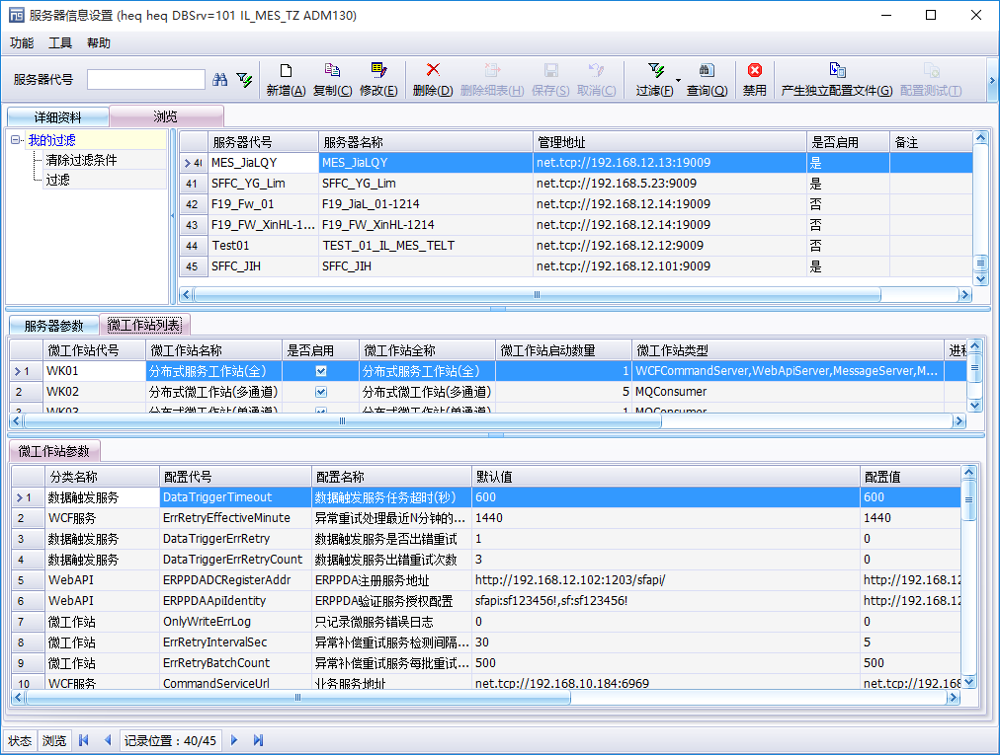 服务器信息设置 (heq heq DBSrv=101 IL_MES_TZ ADM130)
功能 工具 帮助
服务器代号 新增(A) 复制(C) 修改(E) 删除(D) 删除细表(H) 保存(S) 取消(C) 过滤(F) 查询(Q) 禁用 产生独立配置文件(G) 配置测试(T)
详细资料 浏览
我的过滤
清除过滤条件
过滤
服务器代号 服务器名称 管理地址 是否启用 备注
MES_JiaLQY MES_JiaLQY net.tcp://192.168.12.13:19009 是
41 SFFC_YG_Lim SFFC_YG_Lim net.tcp://192.168.5.23:9009 是
42 F19_Fw_01 F19_JiaL_01-1214 net.tcp://192.168.12.14:19009 否
43 F19_FW_XinHL-1... F19_FW_XinHL-1214 net.tcp://192.168.12.14:19009 否
44 Test01 TEST_01_IL_MES_TELT net.tcp://192.168.12.12:9009 否
45 SFFC_JIH SFFC_JIH net.tcp://192.168.12.101:9009 是
服务器参数 微工作站列表
微工作站代号 微工作站名称 是否启用 微工作站全称 微工作站启动数量 微工作站类型 进
1 WK01 分布式服务工作站(全) 分布式服务工作站(全) 1 WCFCommandServer,WebApiServer,MessageServer,M...
2 WK02 分布式微工作站(多通道) 分布式微工作站(多通道) 5 MQConsumer
3 WK03 分布式微工作站(单通道) 分布式微工作站(单通道) 1 MQConsumer
微工作站参数
分类名称 配置代号 配置名称 默认值 配置值
1 数据触发服务 DataTriggerTimeout 数据触发服务任务超时(秒) 600 600
2 WCF服务 ErrRetryEffectiveMinute 异常重试处理最近N分钟的... 1440 1440
3 数据触发服务 DataTriggerErrRetry 数据触发服务是否出错重试 1 0
4 数据触发服务 DataTriggerErrRetryCount 数据触发服务出错重试次数 3 0
5 WebAPI ERPPDADCRegisterAddr ERPPDA注册服务地址 http://192.168.12.102:1203/sfapi/ http://192.168.12
6 WebAPI ERPPDAApiIdentity ERPPDA验证服务授权配置 sfapi:sf123456!,sf:sf123456! http://192.168.12
7 微工作站 OnlyWriteErrLog 只记录微服务错误日志 0 0
8 微工作站 ErrRetryIntervalSec 异常补偿重试服务检测间隔... 30 5
9 微工作站 ErrRetryBatchCount 异常补偿重试服务每批重试... 500 500
10 WCF服务 CommandServiceUrl 业务服务地址 net.tcp://192.168.10.184:6969 net.tcp://192.168
状态 浏览 记录位置：40/45